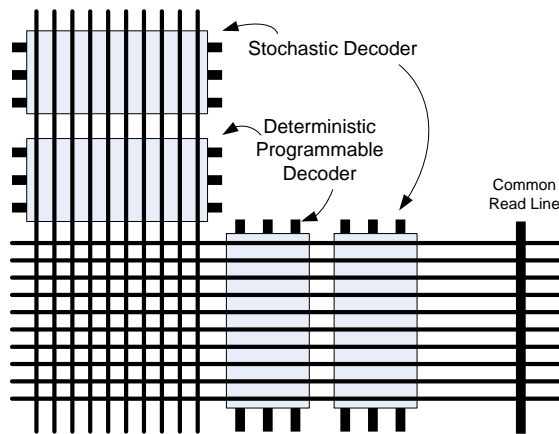 Stochastic Decoder
Deterministic
Programmable
Decoder
Common
Read Line